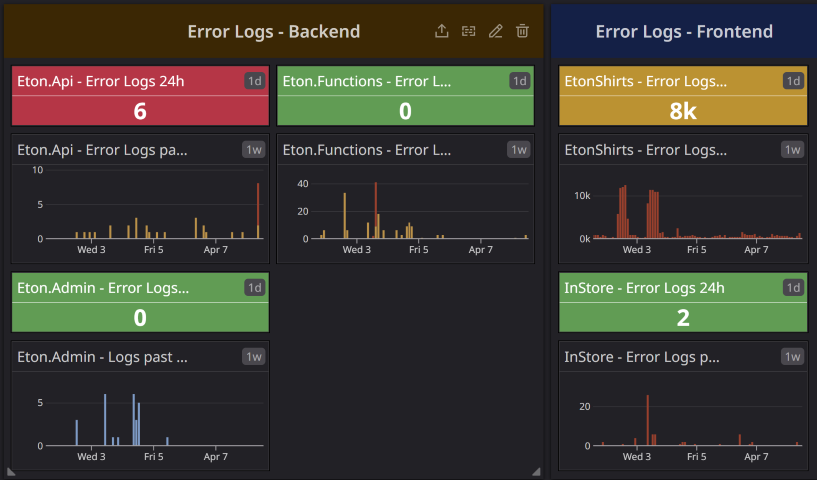 Error Logs - Backend
Eton.Api - Error Logs 24h 1d
6
Eton.Functions - Error L... 1d
0
Eton.Api - Error Logs pa... 1w
10
5
0
Wed 3 Fri 5 Apr 7
Eton.Functions - Error L... 1w
40
20
0
Wed 3 Fri 5 Apr 7
Eton.Admin - Error Logs... 1d
0
Eton.Admin - Logs past ... 1w
5
0
Wed 3 Fri 5 Apr 7
Error Logs - Frontend
EtonShirts - Error Logs... 1d
8k
EtonShirts - Error Logs... 1w
10k
0k
Wed 3 Fri 5 Apr 7
InStore - Error Logs 24h 1d
2
InStore - Error Logs p... 1w
20
0
Wed 3 Fri 5 Apr 7